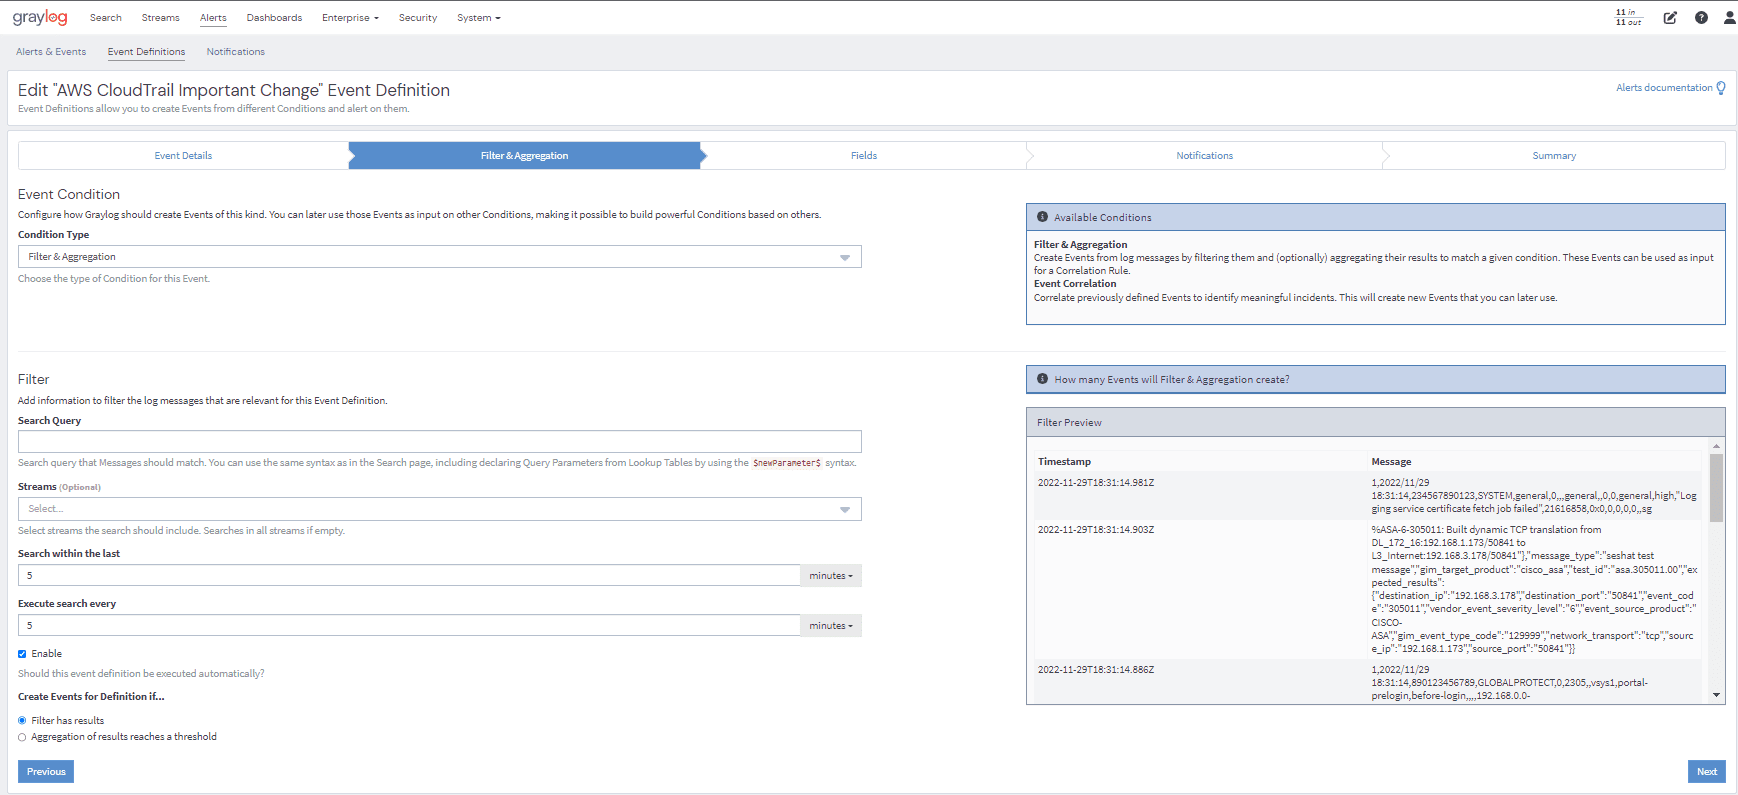 graylog
Search Streams Alerts Dashboards Enterprise Security System
11 in
11 out
Alerts & Events Event Definitions Notifications
Edit "AWS CloudTrail Important Change" Event Definition
Event Definitions allow you to create Events from different Conditions and alert on them.
Alerts documentation
Event Details Filter & Aggregation Fields Notifications Summary
Event Condition
Configure how Graylog should create Events of this kind. You can later use those Events as input on other Conditions, making it possible to build powerful Conditions based on others.
Condition Type
Filter & Aggregation
Choose the type of Condition for this Event.
Available Conditions
Filter & Aggregation
Create Events from log messages by filtering them and (optionally) aggregating their results to match a given condition. These Events can be used as input
for a Correlation Rule.
Event Correlation
Correlate previously defined Events to identify meaningful incidents. This will create new Events that you can later use.
Filter
Add information to filter the log messages that are relevant for this Event Definition.
Search Query
Search query that Messages should match. You can use the same syntax as in the Search page, including declaring Query Parameters from Lookup Tables by using the $newParameter$ syntax.
Streams (Optional)
Select...
Select streams the search should include. Searches in all streams if empty.
Search within the last
5 minutes
Execute search every
5 minutes
Enable
Should this event definition be executed automatically?
Create Events for Definition if...
Filter has results
Aggregation of results reaches a threshold
Previous
How many Events will Filter & Aggregation create?
Filter Preview
Timestamp Message
2022-11-29T18:31:14.981Z 1,2022/11/29
18:31:14,234567890123,SYSTEM,general,0,,,general,,0,0,general,high,"Log
ging service certificate fetch job failed",21616858,0x0,0,0,0,0,,sg
2022-11-29T18:31:14.903Z %ASA-6-305011: Built dynamic TCP translation from
DL_172_16:192.168.1.173/50841 to
L3_Internet:192.168.3.178/50841"},"message_type":"seshat test
message","gim_target_product":"cisco_asa","test_id":"asa.305011.00","ex
pected_results":
{"destination_ip":"192.168.3.178","destination_port":"50841","event_cod
e":"305011","vendor_event_severity_level":"6","event_source_product":"
CISCO-
ASA","gim_event_type_code":"129999","network_transport":"tcp","sourc
e_ip":"192.168.1.173","source_port":"50841"}}
2022-11-29T18:31:14.886Z 1,2022/11/29
18:31:14,890123456789,GLOBALPROTECT,0,2305,,vsys1,portal-
prelogin,before-login,,,,192.168.0.0-
Next